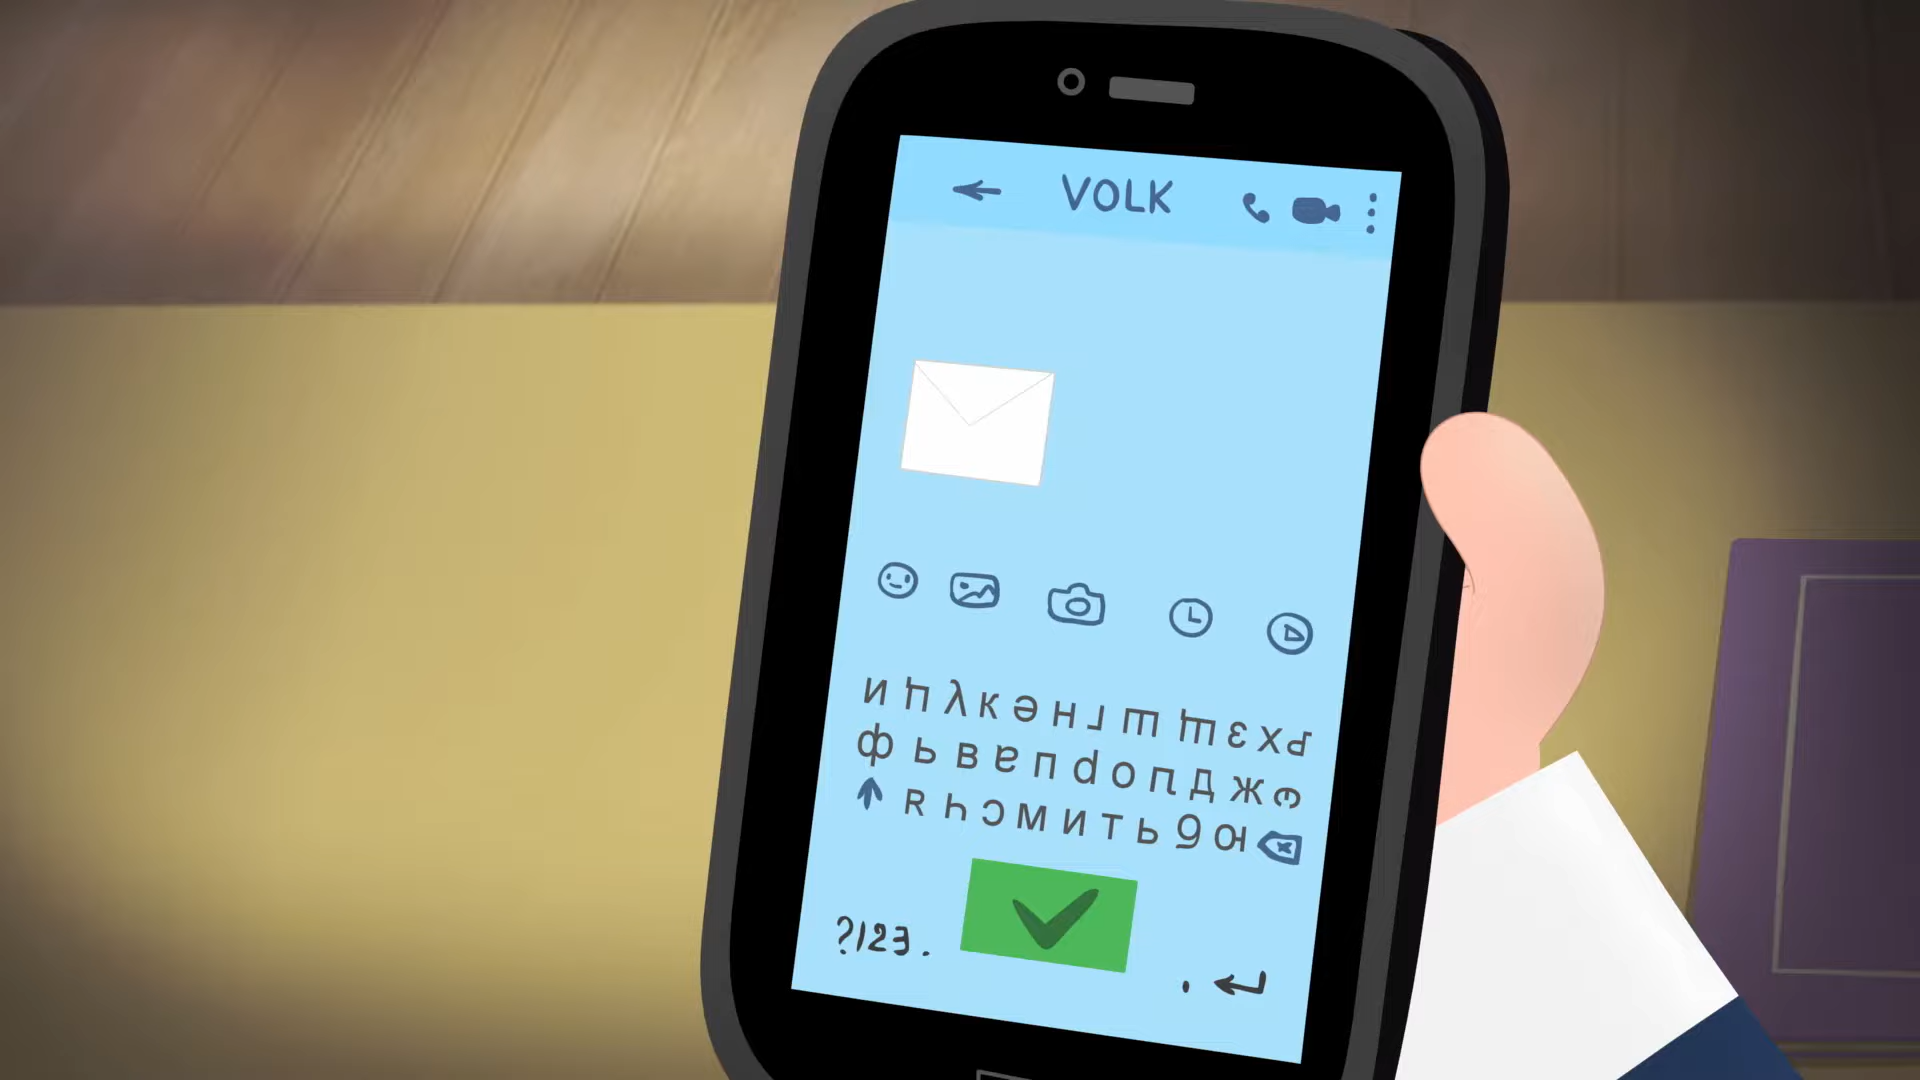 VOLK
и ꚕ λ к ә н ɹ m ꚕ ɛ x
ф ь в ɐ п d o д ж
R Һ ɔ м и т ь 9
?123.
.